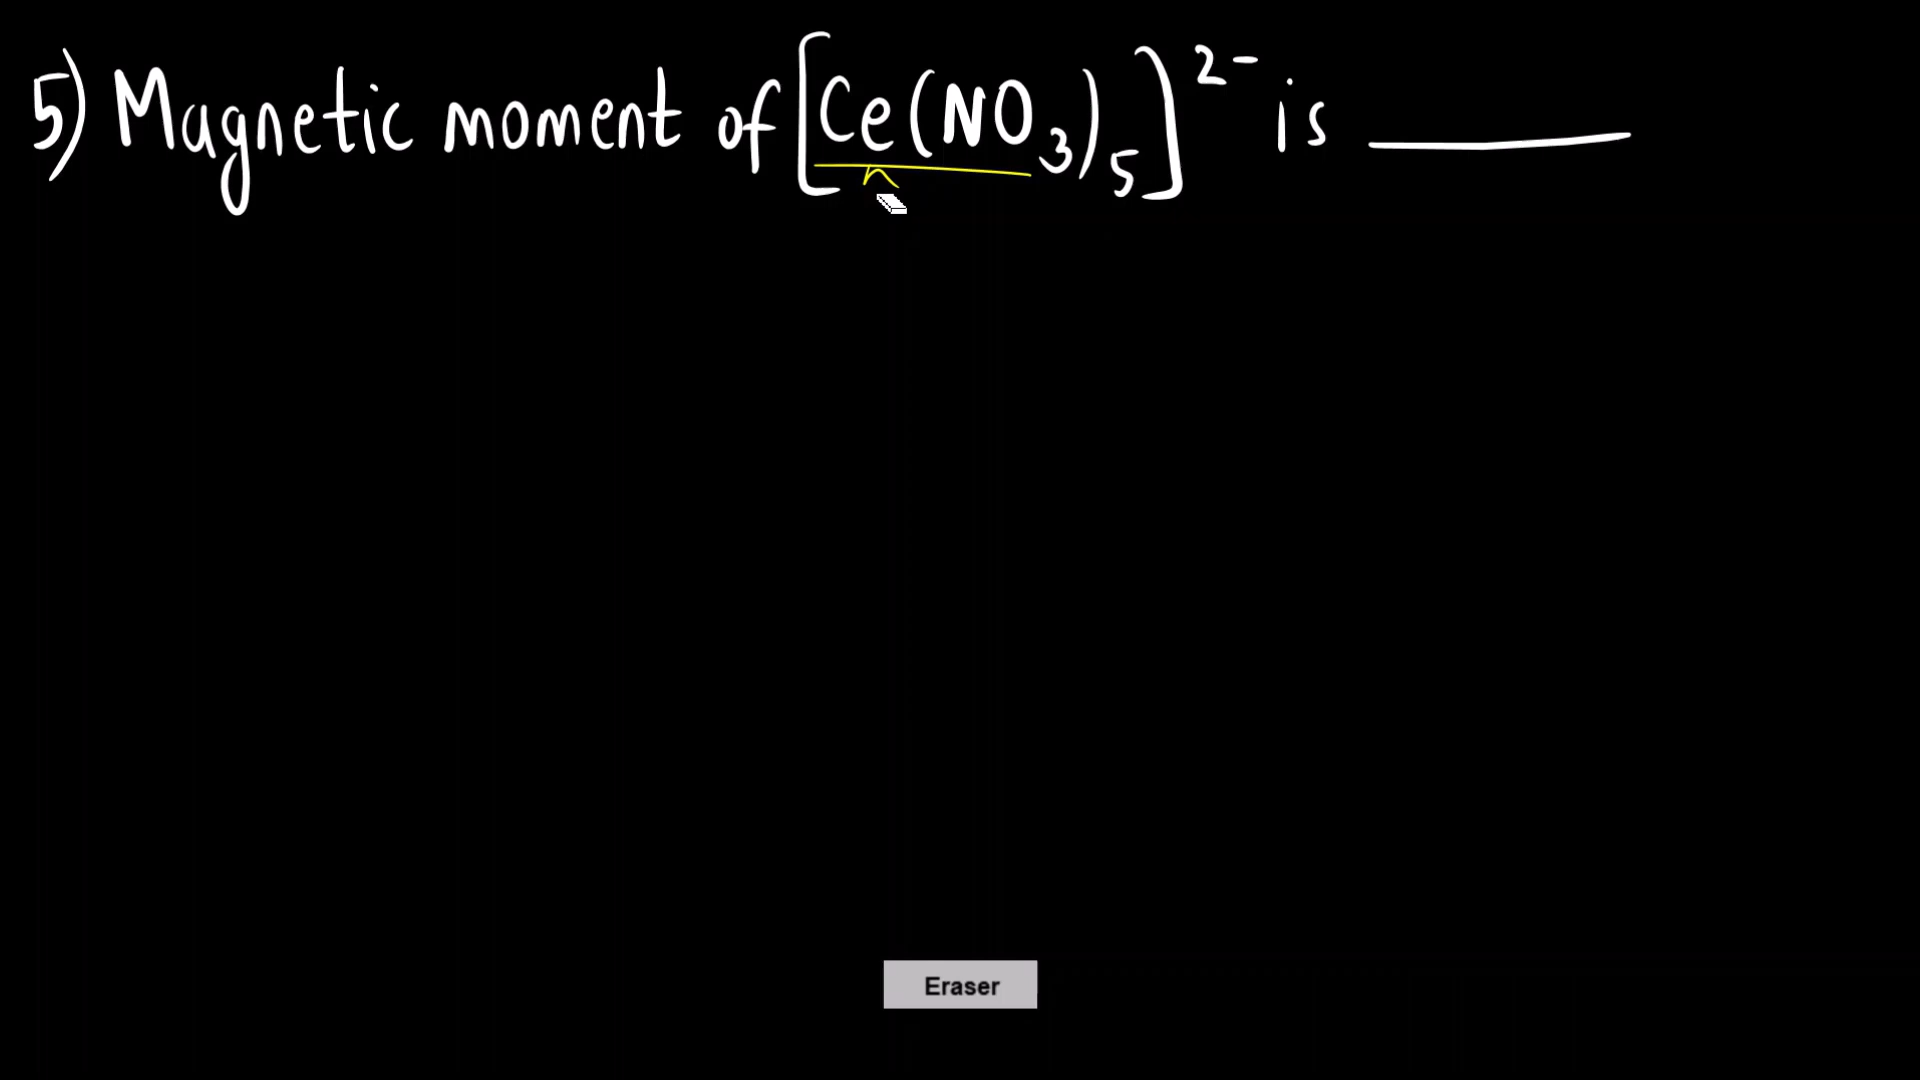 5) Magnetic moment of [Ce(NO₃)₅]²⁻ is ______
Eraser